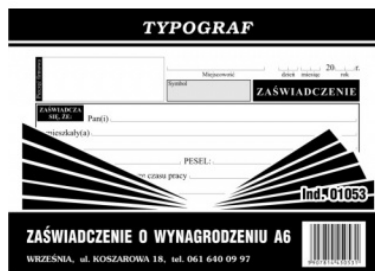 TYPOGRAF
20 r.
Miejscowość dzień miesiąc rok
Symbol
ZAŚWIADCZENIE
ZAŚWIADCZA
SIĘ, ŻE:
Pan(i)
mieszkały(a)
PESEL:
czasu pracy
Ind. 01053
ZAŚWIADCZENIE O WYNAGRODZENIU A6
WRZEŚNIA, ul. KOSZAROWA 18, tel. 061 640 09 97